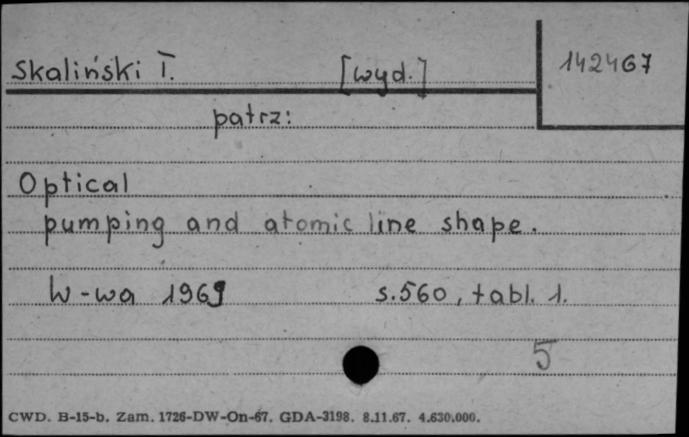 Skaliński T. [wyd.] 142467
patrz:
Optical
pumping and atomic line shape.
W-wa 1969 s.560, tabl. 1.
5
CWD. B-15-b. Zam. 1726-DW-On-67. GDA-3198. 8.11.67. 4.630.000.